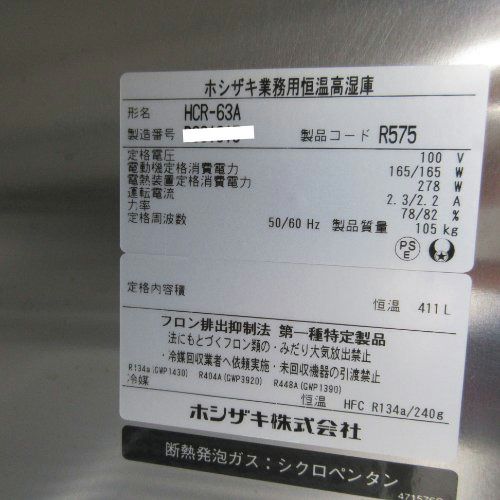 ホシザキ業務用恒温高湿庫
形名 HCR-63A
製造番号 製品コード R575
定格電圧 100 V
電動機定格消費電力 165/165 W
電熱装置定格消費電力 278 W
運転電流 2.3/2.2 A
力率 78/82 %
定格周波数 50/60 Hz 製品質量 105 kg
PS
E
定格内容積 恒温 411 L
フロン排出抑制法 第一種特定製品
・法にもとづくフロン類の・みだり大気放出禁止
・冷媒回収業者へ依頼実施・未回収機器の引渡禁止
R134a(GWP1430) R404A(GWP3920) R448A(GWP1390)
冷媒 恒温 HFC R134a/240g
ホシザキ株式会社
断熱発泡ガス：シクロペンタン